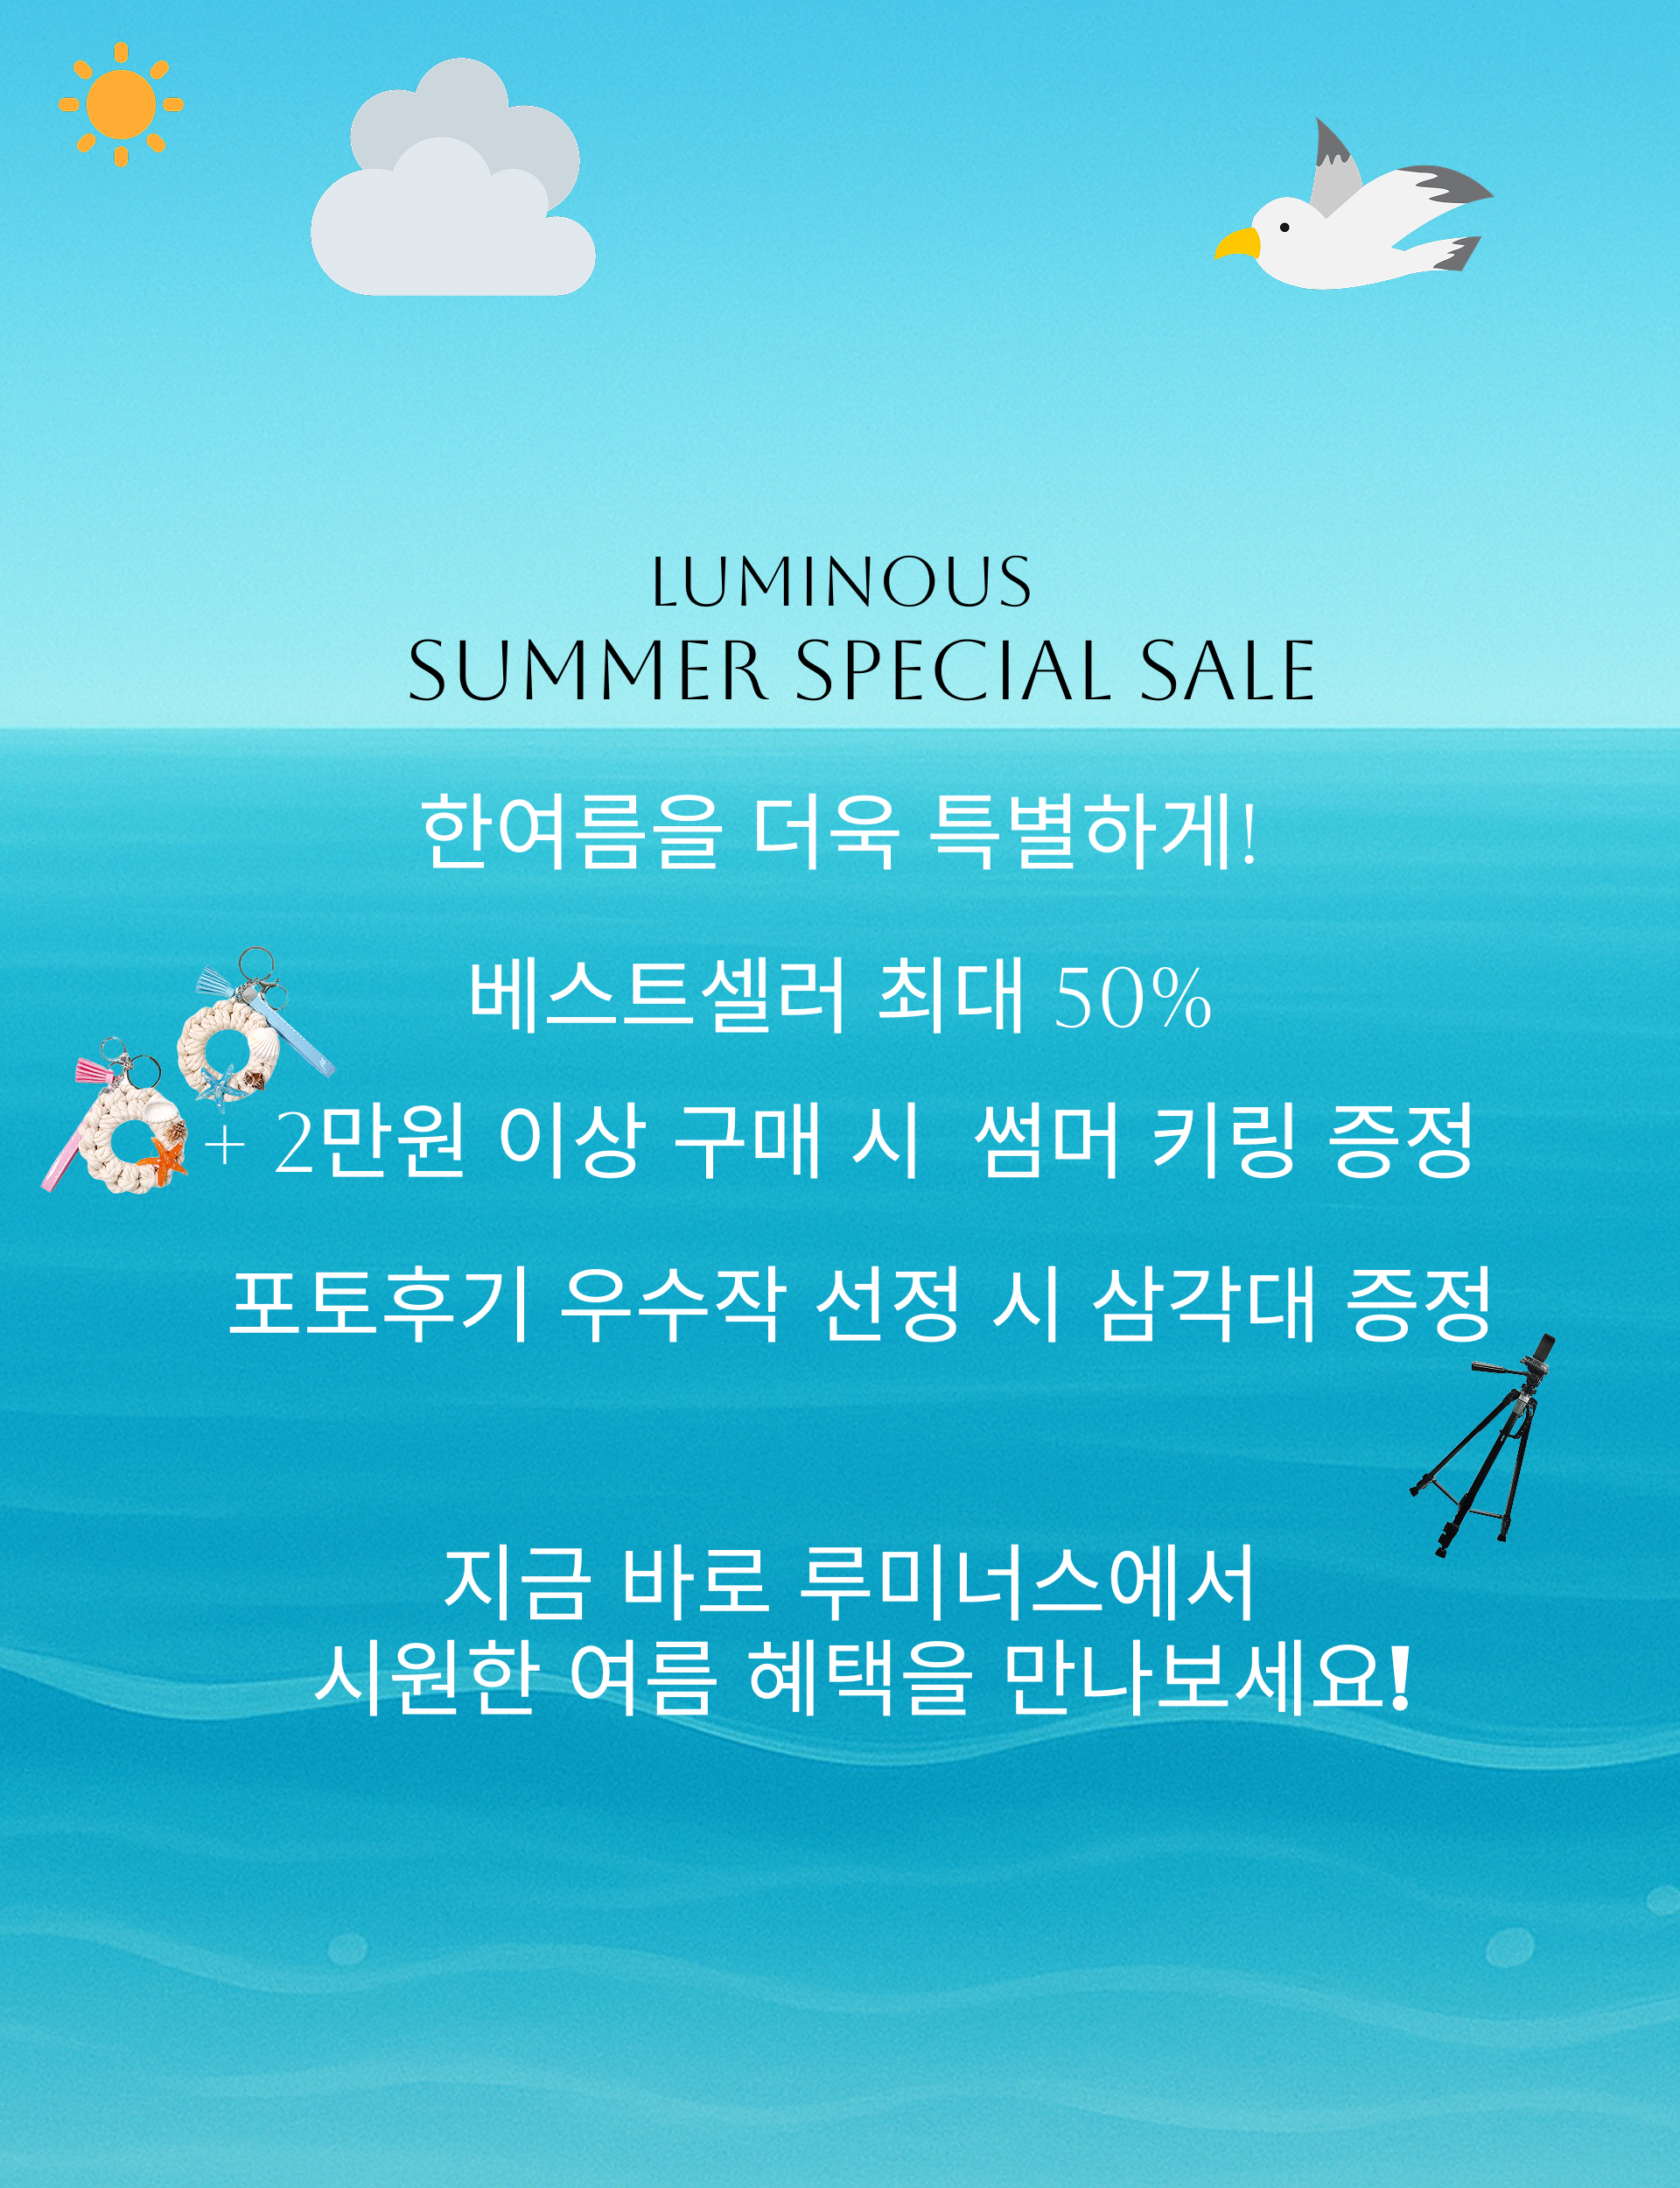 LUMINOUS
SUMMER SPECIAL SALE
한여름을 더욱 특별하게!
베스트셀러 최대 50%
+ 2만원 이상 구매 시  썸머 키링 증정
포토후기 우수작 선정 시 삼각대 증정
지금 바로 루미너스에서
시원한 여름 혜택을 만나보세요!